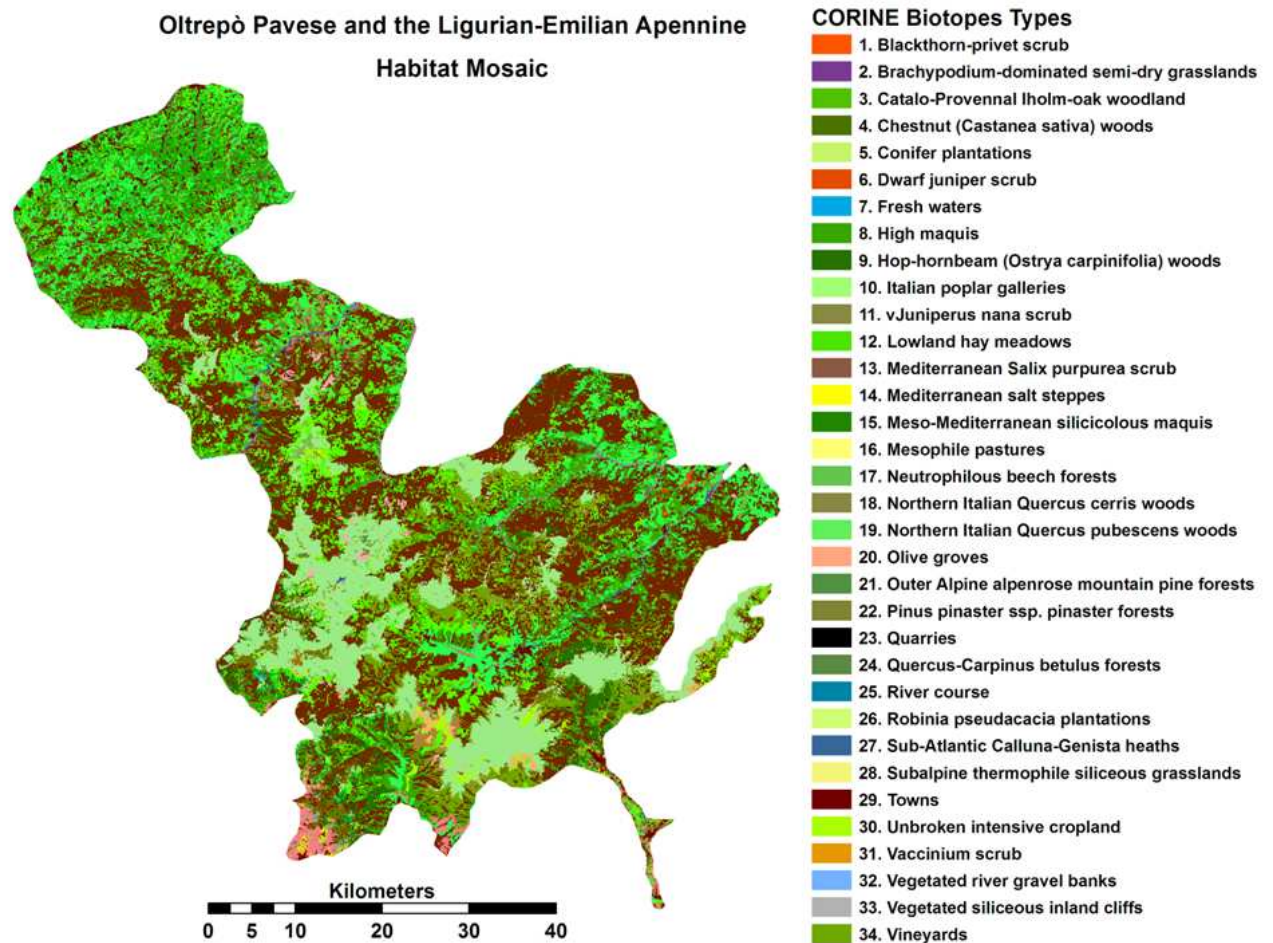 Oltrepò Pavese and the Ligurian-Emilian Apennine
Habitat Mosaic
Kilometers
0 5 10 20 30 40
CORINE Biotopes Types
1. Blackthorn-privet scrub
2. Brachypodium-dominated semi-dry grasslands
3. Catalo-Provennal Iholm-oak woodland
4. Chestnut (Castanea sativa) woods
5. Conifer plantations
6. Dwarf juniper scrub
7. Fresh waters
8. High maquis
9. Hop-hornbeam (Ostrya carpinifolia) woods
10. Italian poplar galleries
11. vJuniperus nana scrub
12. Lowland hay meadows
13. Mediterranean Salix purpurea scrub
14. Mediterranean salt steppes
15. Meso-Mediterranean silicicolous maquis
16. Mesophile pastures
17. Neutrophilous beech forests
18. Northern Italian Quercus cerris woods
19. Northern Italian Quercus pubescens woods
20. Olive groves
21. Outer Alpine alpenrose mountain pine forests
22. Pinus pinaster ssp. pinaster forests
23. Quarries
24. Quercus-Carpinus betulus forests
25. River course
26. Robinia pseudacacia plantations
27. Sub-Atlantic Calluna-Genista heaths
28. Subalpine thermophile siliceous grasslands
29. Towns
30. Unbroken intensive cropland
31. Vaccinium scrub
32. Vegetated river gravel banks
33. Vegetated siliceous inland cliffs
34. Vineyards